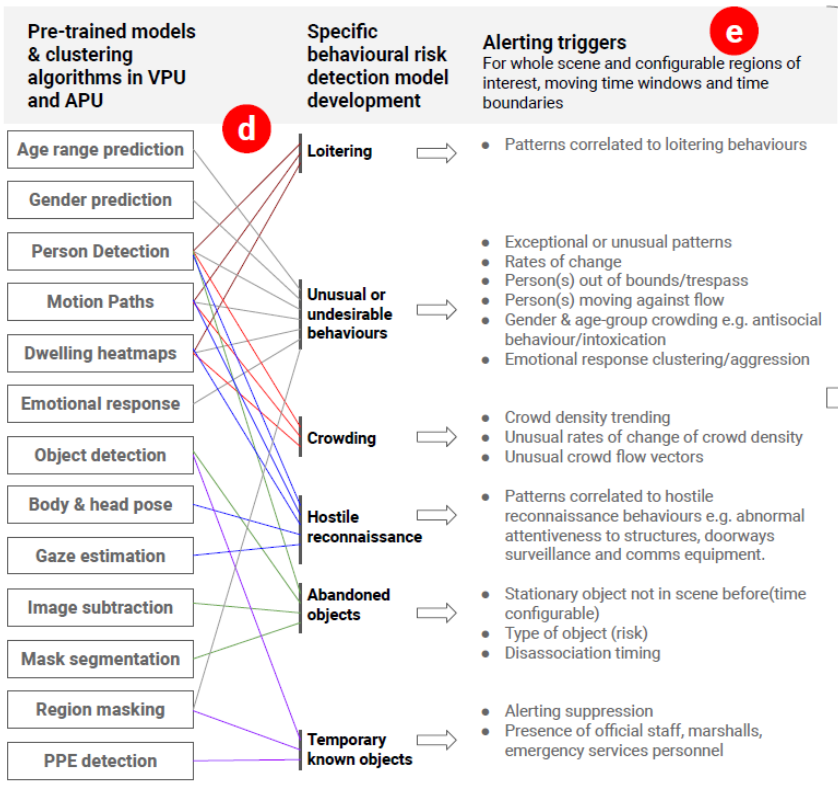 Pre-trained models
& clustering
algorithms in VPU
and APU
Specific
behavioural risk
detection model
development
Alerting triggers
For whole scene and configurable regions of
interest, moving time windows and time
boundaries
e
d
Age range prediction
Gender prediction
Person Detection
Motion Paths
Dwelling heatmaps
Emotional response
Object detection
Body & head pose
Gaze estimation
Image subtraction
Mask segmentation
Region masking
PPE detection
Loitering
Unusual or
undesirable
behaviours
Crowding
Hostile
reconnaissance
Abandoned
objects
Temporary
known objects
● Patterns correlated to loitering behaviours
● Exceptional or unusual patterns
● Rates of change
● Person(s) out of bounds/trespass
● Person(s) moving against flow
● Gender & age-group crowding e.g. antisocial
behaviour/intoxication
● Emotional response clustering/aggression
● Crowd density trending
● Unusual rates of change of crowd density
● Unusual crowd flow vectors
● Patterns correlated to hostile
reconnaissance behaviours e.g. abnormal
attentiveness to structures, doorways
surveillance and comms equipment.
● Stationary object not in scene before(time
configurable)
● Type of object (risk)
● Disassociation timing
● Alerting suppression
● Presence of official staff, marshalls,
emergency services personnel